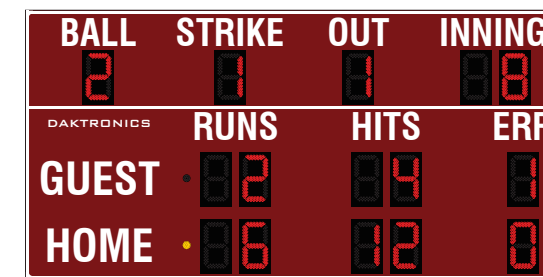 BALL STRIKE OUT INNING
2 1 1 8
DAKTRONICS RUNS HITS ERR
GUEST 2 4 1
HOME 6 12 0